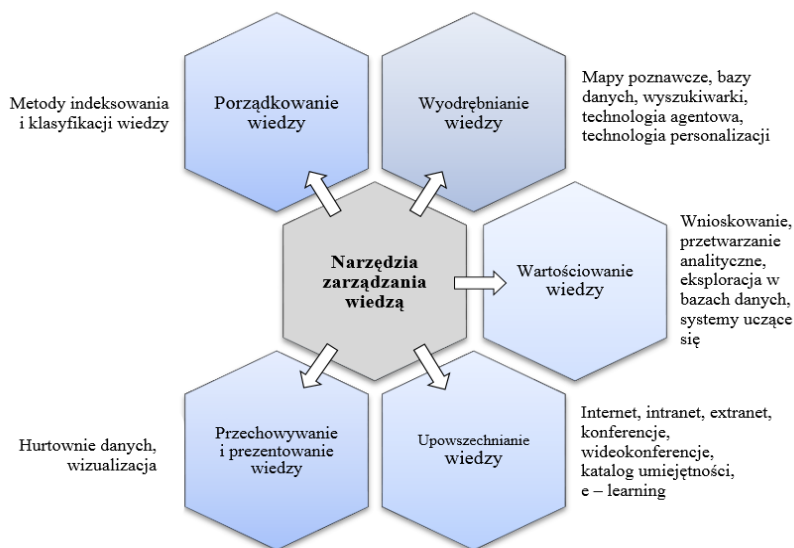 Metody indeksowania
i klasyfikacji wiedzy
Porządkowanie
wiedzy
Wyodrębnianie
wiedzy
Mapy poznawcze, bazy
danych, wyszukiwarki,
technologia agentowa,
technologia personalizacji
Narzędzia
zarządzania
wiedzą
Wartościowanie
wiedzy
Wnioskowanie,
przetwarzanie
analityczne,
eksploracja w
bazach danych,
systemy uczące
się
Hurtownie danych,
wizualizacja
Przechowywanie
i prezentowanie
wiedzy
Upowszechnianie
wiedzy
Internet, intranet, extranet,
konferencje,
wideokonferencje,
katalog umiejętności,
e – learning